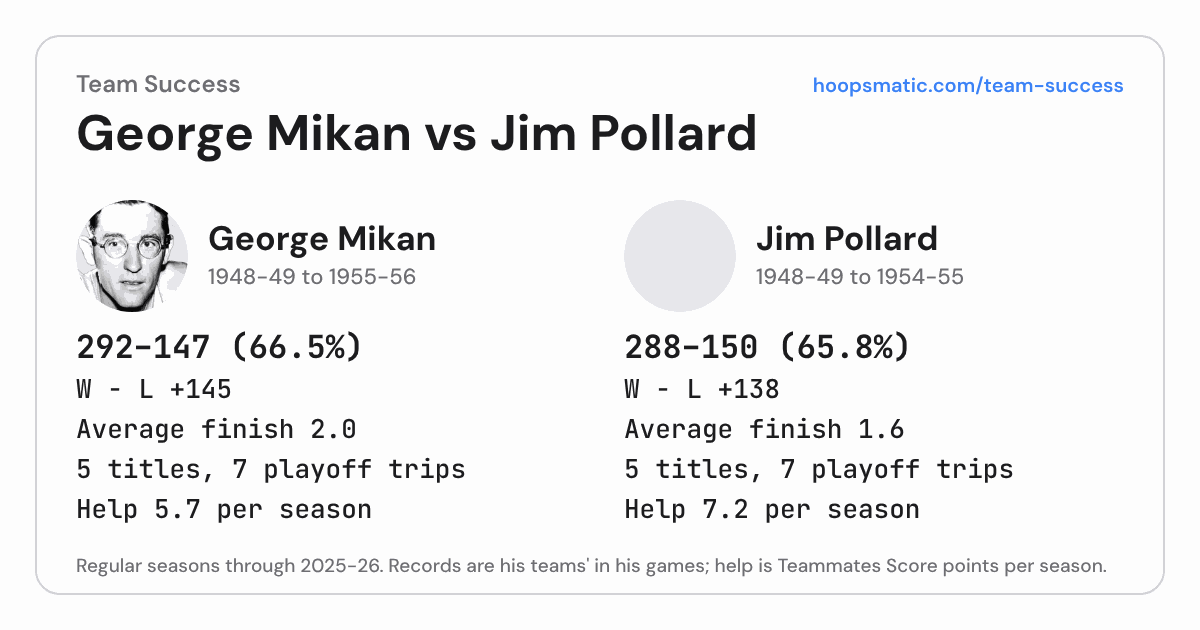 Team Success
hoopsmatic.com/team-success
George Mikan vs Jim Pollard
George Mikan
1948-49 to 1955-56
292-147 (66.5%)
W - L +145
Average finish 2.0
5 titles, 7 playoff trips
Help 5.7 per season
Jim Pollard
1948-49 to 1954-55
288-150 (65.8%)
W - L +138
Average finish 1.6
5 titles, 7 playoff trips
Help 7.2 per season
Regular seasons through 2025-26. Records are his teams' in his games; help is Teammates Score points per season.